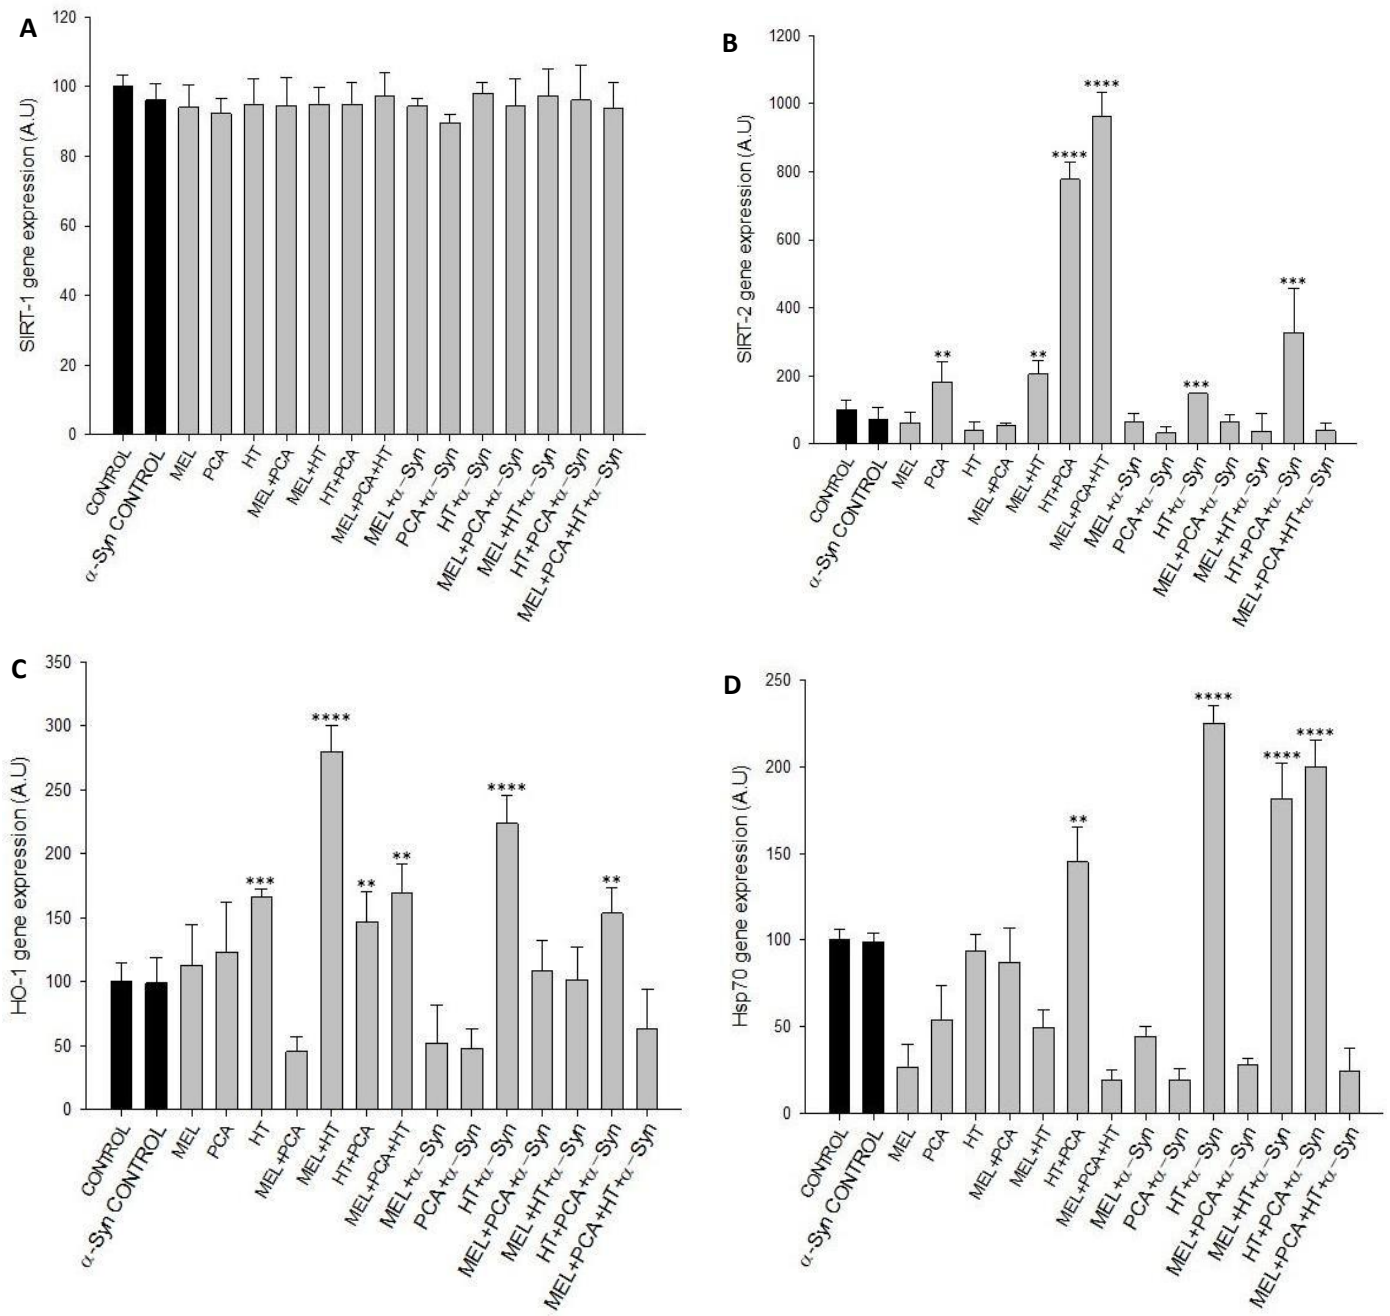 A
120
100
80
60
40
20
0
SIRT-1 gene expression (A.U)
CONTROL
α-Syn CONTROL
MEL
PCA
HT
MEL+PCA
MEL+HT
HT+PCA
MEL+PCA+HT
MEL+α-Syn
PCA+α-Syn
HT+α-Syn
MEL+PCA+α-Syn
MEL+HT+α-Syn
HT+PCA+α-Syn
MEL+PCA+HT+α-Syn
B
1200
1000
800
600
400
200
0
SIRT-2 gene expression (A.U)
**
**
****
****
***
***
CONTROL
α-Syn CONTROL
MEL
PCA
HT
MEL+PCA
MEL+HT
HT+PCA
MEL+PCA+HT
MEL+α-Syn
PCA+α-Syn
HT+α-Syn
MEL+PCA+α-Syn
MEL+HT+α-Syn
HT+PCA+α-Syn
MEL+PCA+HT+α-Syn
C
350
300
250
200
150
100
50
0
HO-1 gene expression (A.U)
***
****
**
**
****
**
CONTROL
α-Syn CONTROL
MEL
PCA
HT
MEL+PCA
MEL+HT
HT+PCA
MEL+PCA+HT
MEL+α-Syn
PCA+α-Syn
HT+α-Syn
MEL+PCA+α-Syn
MEL+HT+α-Syn
HT+PCA+α-Syn
MEL+PCA+HT+α-Syn
D
250
200
150
100
50
0
Hsp70 gene expression (A.U)
**
****
****
****
CONTROL
α-Syn CONTROL
MEL
PCA
HT
MEL+PCA
MEL+HT
HT+PCA
MEL+PCA+HT
MEL+α-Syn
PCA+α-Syn
HT+α-Syn
MEL+PCA+α-Syn
MEL+HT+α-Syn
HT+PCA+α-Syn
MEL+PCA+HT+α-Syn